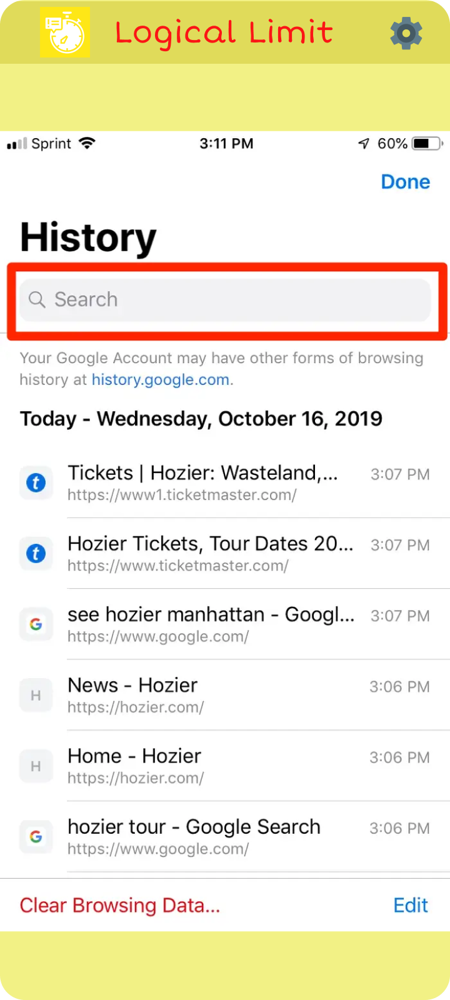 Logical Limit
Sprint 3:11 PM 60%
Done
History
Search
Your Google Account may have other forms of browsing
history at history.google.com.
Today - Wednesday, October 16, 2019
Tickets | Hozier: Wasteland,... 3:07 PM
https://www1.ticketmaster.com/
Hozier Tickets, Tour Dates 20... 3:07 PM
https://www.ticketmaster.com/
see hozier manhattan - Googl... 3:07 PM
https://www.google.com/
H
News - Hozier 3:06 PM
https://hozier.com/
H
Home - Hozier 3:06 PM
https://hozier.com/
hozier tour - Google Search 3:06 PM
https://www.google.com/
Clear Browsing Data... Edit